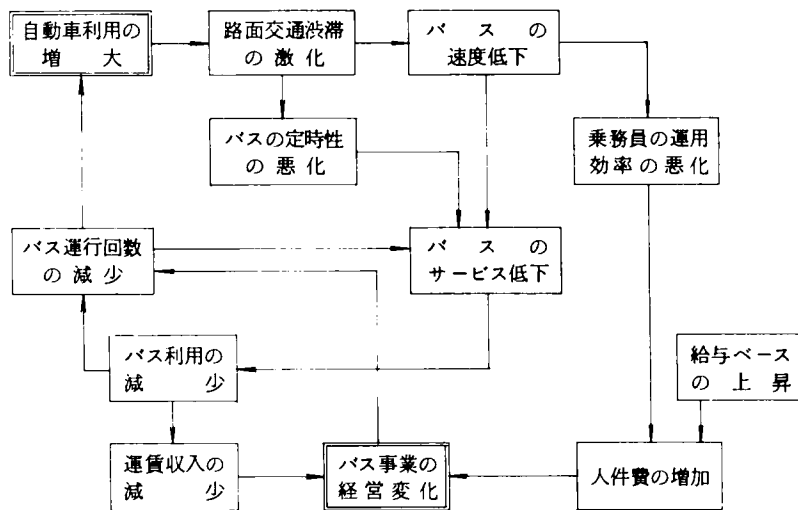 自動車利用の
増大
路面交通渋滞
の激化
バスの
速度低下
バスの定時性
の悪化
乗務員の運用
効率の悪化
バス運行回数
の減少
バスの
サービス低下
バス利用の
減少
給与ベース
の上昇
運賃収入の
減少
バス事業の
経営変化
人件費の増加